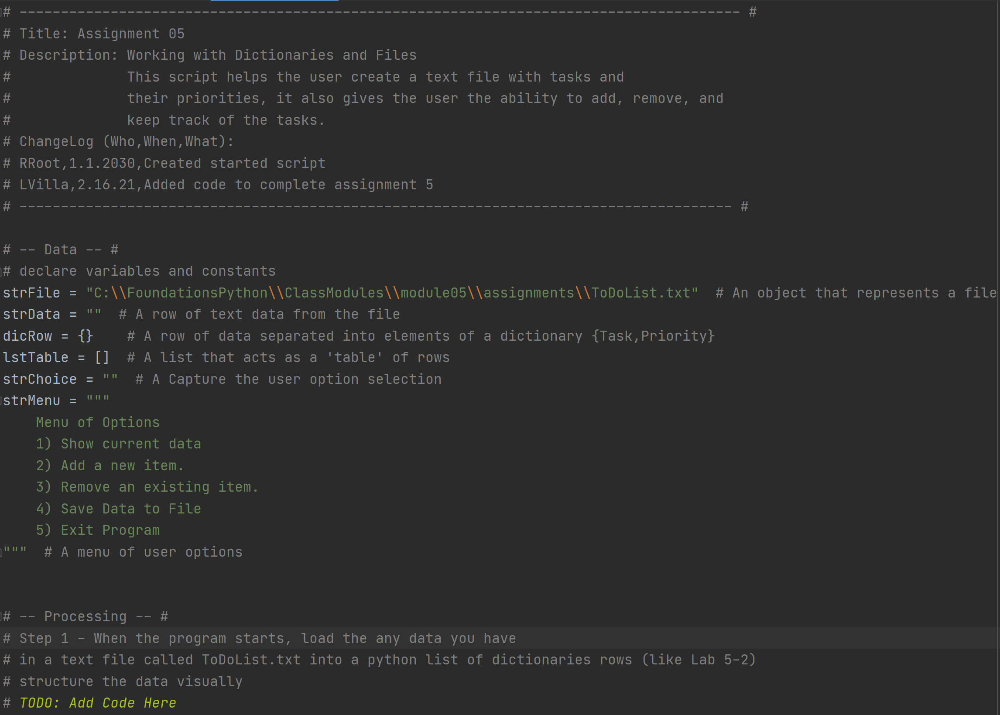 # --------------------------------------------------------------------------------------- #
# Title: Assignment 05
# Description: Working with Dictionaries and Files
#              This script helps the user create a text file with tasks and
#              their priorities, it also gives the user the ability to add, remove, and
#              keep track of the tasks.
# ChangeLog (Who,When,What):
# RRoot,1.1.2030,Created started script
# LVilla,2.16.21,Added code to complete assignment 5
# -------------------------------------------------------------------------------------- #
# -- Data -- #
# declare variables and constants
strFile = "C:\\FoundationsPython\\ClassModules\\module05\\assignments\\ToDoList.txt"  # An object that represents a file
strData = ""  # A row of text data from the file
dicRow = {}    # A row of data separated into elements of a dictionary {Task,Priority}
lstTable = []  # A list that acts as a 'table' of rows
strChoice = ""  # A Capture the user option selection
strMenu = """
    Menu of Options
    1) Show current data
    2) Add a new item.
    3) Remove an existing item.
    4) Save Data to File
    5) Exit Program
"""  # A menu of user options
# -- Processing -- #
# Step 1 - When the program starts, load the any data you have
# in a text file called ToDoList.txt into a python list of dictionaries rows (like Lab 5-2)
# structure the data visually
# TODO: Add Code Here